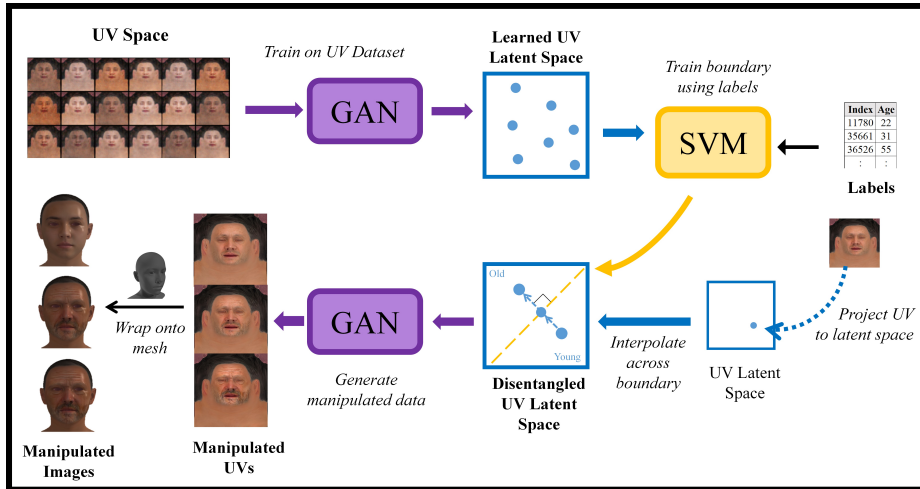 UV Space
Train on UV Dataset
GAN
Learned UV
Latent Space
Train boundary
using labels
SVM
Index Age
11780 22
35661 31
36526 55
: :
Labels
Project UV
to latent space
UV Latent
Space
Interpolate
across
boundary
Old
Young
Disentangled
UV Latent
Space
GAN
Generate
manipulated data
Manipulated
UVs
Wrap onto
mesh
Manipulated
Images